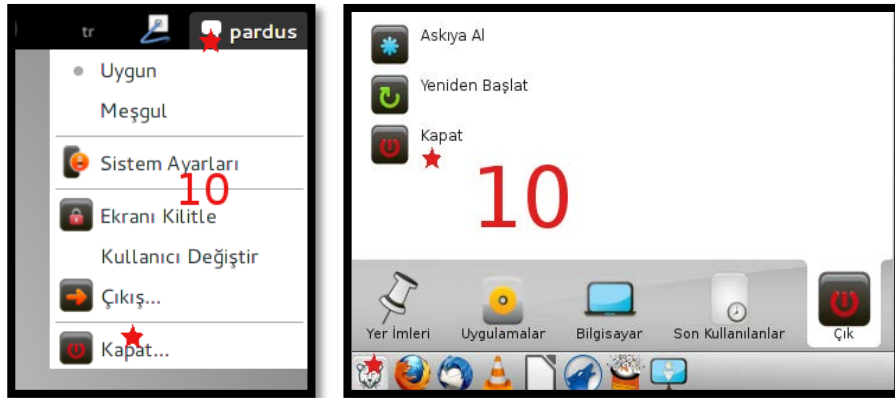 tr pardus
Uygun
Meşgul
Sistem Ayarları
10
Ekranı Kilitle
Kullanıcı Değiştir
Çıkış...
Kapat...
Askıya Al
Yeniden Başlat
Kapat
10
Yer İmleri Uygulamalar Bilgisayar Son Kullanılanlar Çık